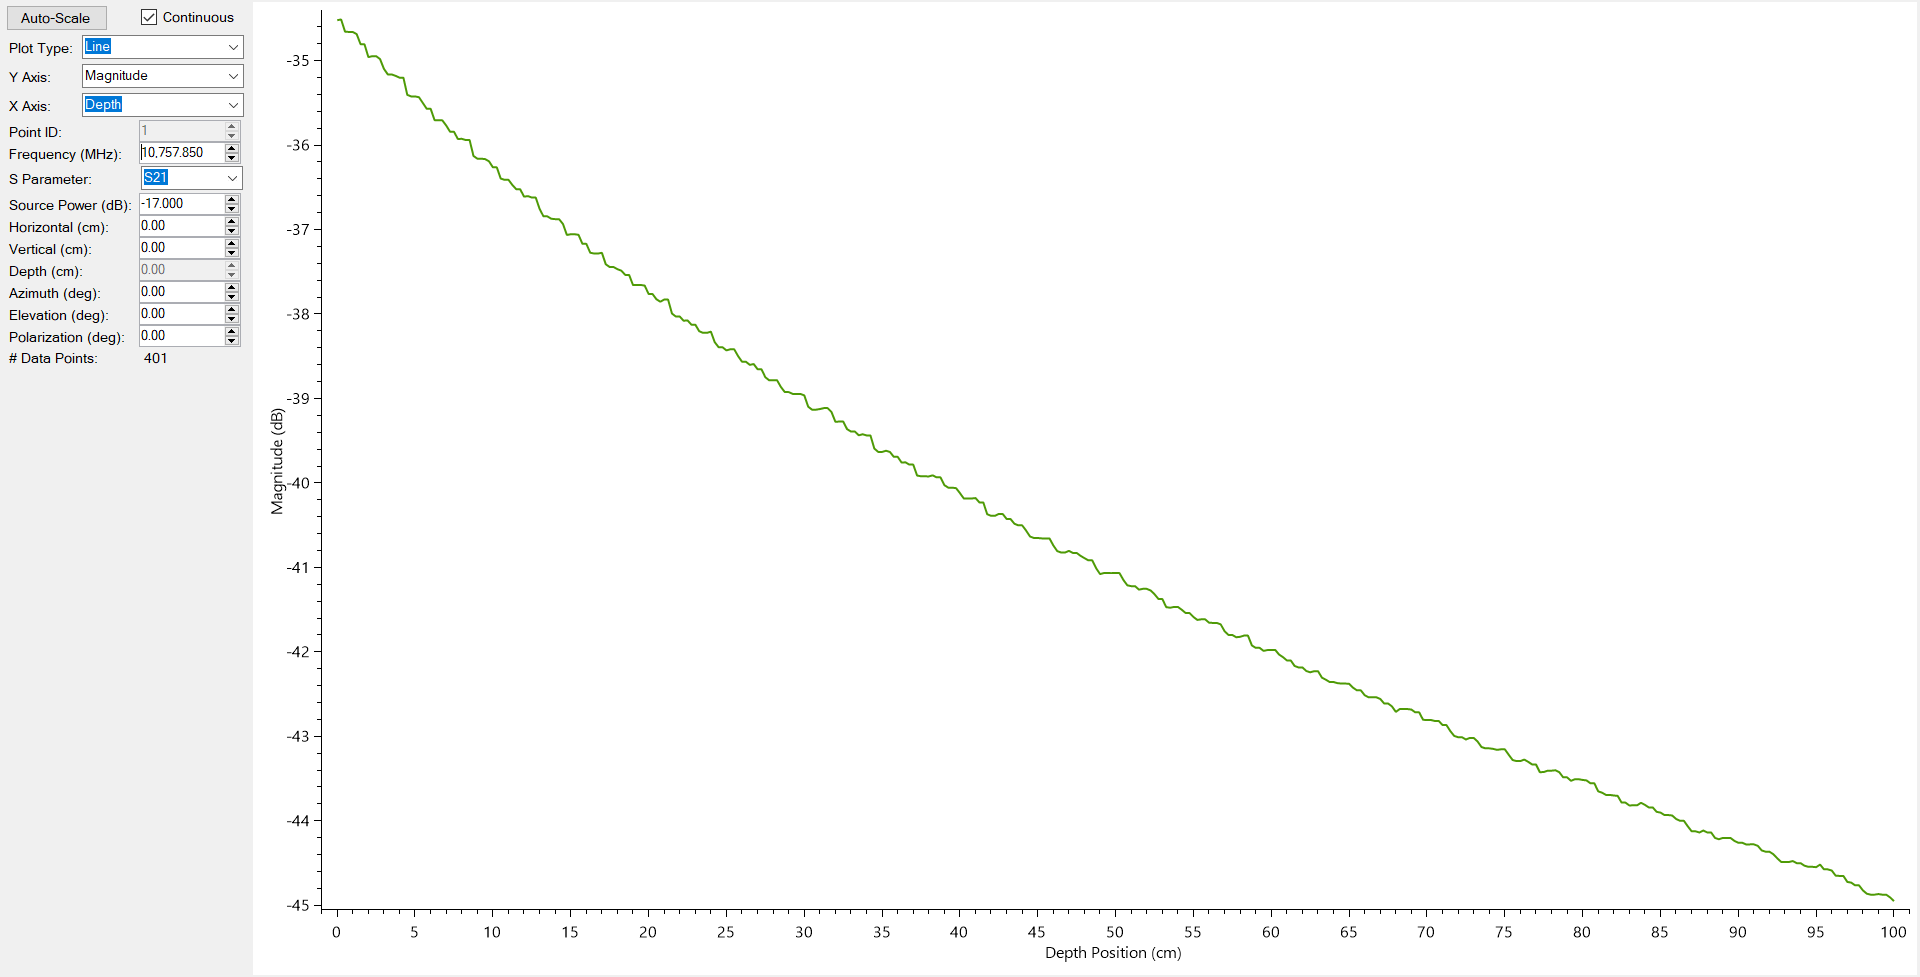 Auto-Scale
Continuous
Plot Type: Line
Y Axis: Magnitude
X Axis: Depth
Point ID: 1
Frequency (MHz): 10,757.850
S Parameter: S21
Source Power (dB): -17.000
Horizontal (cm): 0.00
Vertical (cm): 0.00
Depth (cm): 0.00
Azimuth (deg): 0.00
Elevation (deg): 0.00
Polarization (deg): 0.00
# Data Points: 401
Magnitude (dB)
-35
-36
-37
-38
-39
-40
-41
-42
-43
-44
-45
0 5 10 15 20 25 30 35 40 45 50 55 60 65 70 75 80 85 90 95 100
Depth Position (cm)